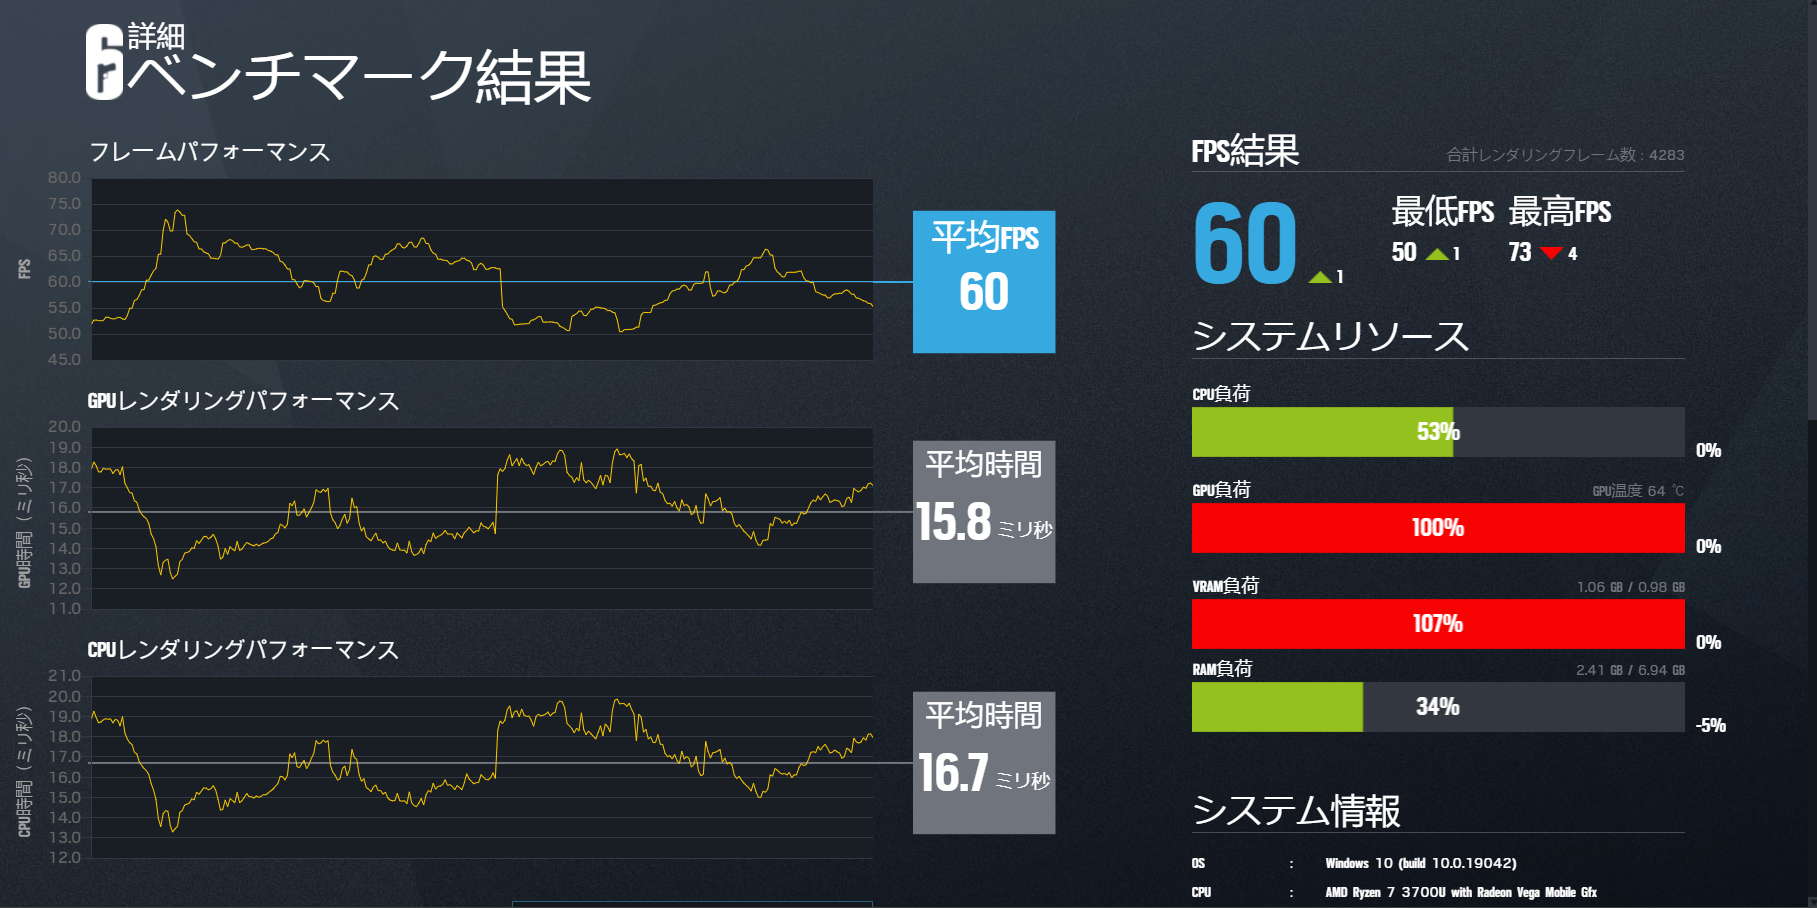 詳細
ベンチマーク結果
フレームパフォーマンス
FPS
80.0
75.0
70.0
65.0
60.0
55.0
50.0
45.0
平均FPS
60
GPUレンダリングパフォーマンス
GPU時間（ミリ秒）
20.0
19.0
18.0
17.0
16.0
15.0
14.0
13.0
12.0
11.0
平均時間
15.8 ミリ秒
CPUレンダリングパフォーマンス
CPU時間（ミリ秒）
21.0
20.0
19.0
18.0
17.0
16.0
15.0
14.0
13.0
12.0
平均時間
16.7 ミリ秒
FPS結果
合計レンダリングフレーム数 : 4283
60 ▲ 1
最低FPS 最高FPS
50 ▲ 1 73 ▼ 4
システムリソース
CPU負荷
53%
0%
GPU負荷 GPU温度 64 °C
100%
0%
VRAM負荷 1.06 GB / 0.98 GB
107%
0%
RAM負荷 2.41 GB / 6.94 GB
34%
-5%
システム情報
OS : Windows 10 (build 10.0.19042)
CPU : AMD Ryzen 7 3700U with Radeon Vega Mobile Gfx